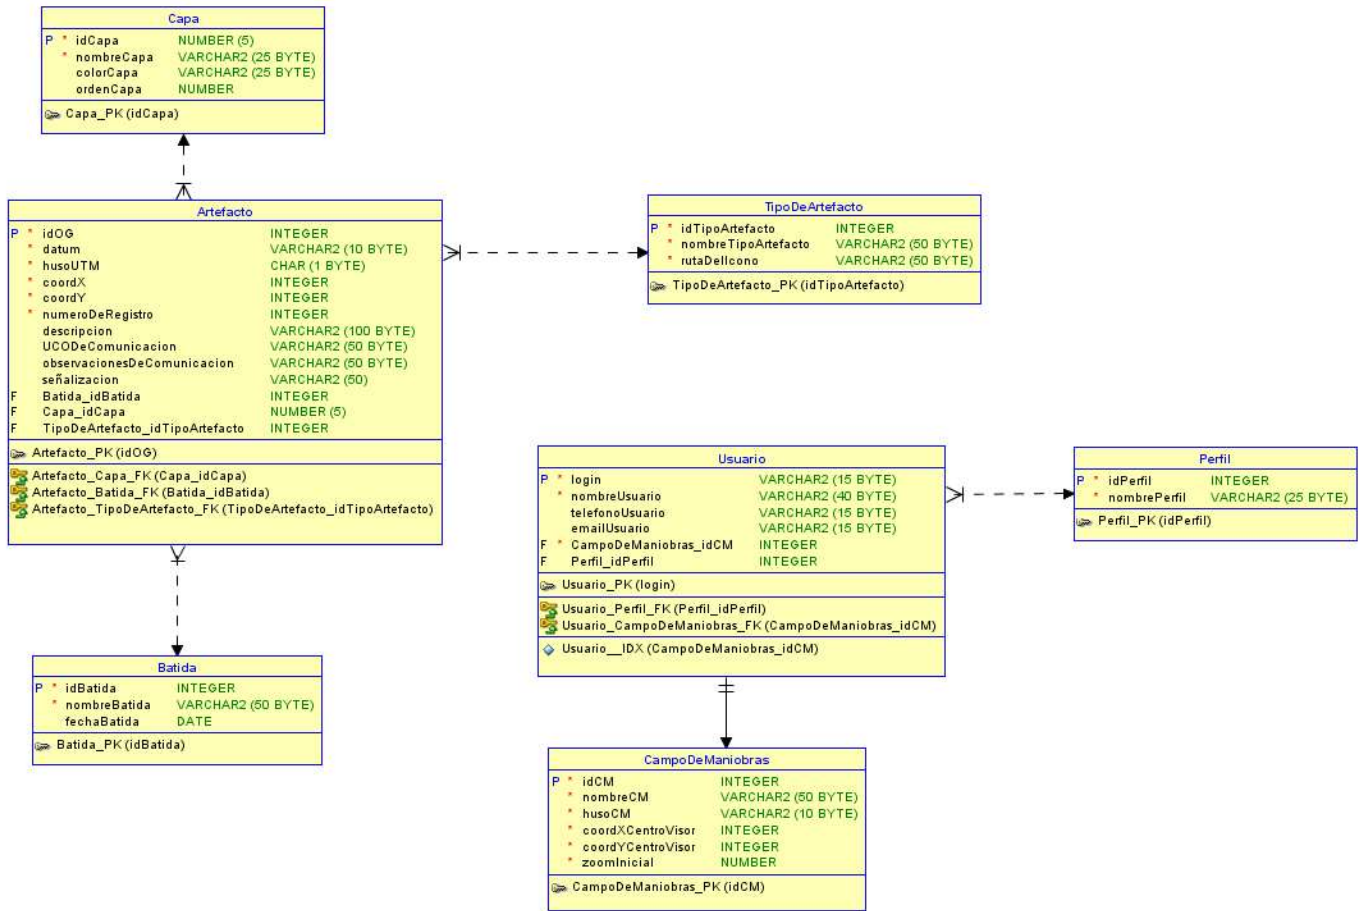 Capa
P * idCapa NUMBER (5)
* nombreCapa VARCHAR2 (25 BYTE)
colorCapa VARCHAR2 (25 BYTE)
ordenCapa NUMBER
Capa_PK (idCapa)
Artefacto
P * idOG INTEGER
* datum VARCHAR2 (10 BYTE)
* husoUTM CHAR (1 BYTE)
* coordX INTEGER
* coordY INTEGER
* numeroDeRegistro INTEGER
descripcion VARCHAR2 (100 BYTE)
UCODeComunicacion VARCHAR2 (50 BYTE)
observacionesDeComunicacion VARCHAR2 (50 BYTE)
señalizacion VARCHAR2 (50)
F Batida_idBatida INTEGER
F Capa_idCapa NUMBER (5)
F TipoDeArtefacto_idTipoArtefacto INTEGER
Artefacto_PK (idOG)
Artefacto_Capa_FK (Capa_idCapa)
Artefacto_Batida_FK (Batida_idBatida)
Artefacto_TipoDeArtefacto_FK (TipoDeArtefacto_idTipoArtefacto)
TipoDeArtefacto
P * idTipoArtefacto INTEGER
* nombreTipoArtefacto VARCHAR2 (50 BYTE)
* rutaDelIcono VARCHAR2 (50 BYTE)
TipoDeArtefacto_PK (idTipoArtefacto)
Usuario
P * login VARCHAR2 (15 BYTE)
* nombreUsuario VARCHAR2 (40 BYTE)
telefonoUsuario VARCHAR2 (15 BYTE)
emailUsuario VARCHAR2 (15 BYTE)
F * CampoDeManiobras_idCM INTEGER
F Perfil_idPerfil INTEGER
Usuario_PK (login)
Usuario_Perfil_FK (Perfil_idPerfil)
Usuario_CampoDeManiobras_FK (CampoDeManiobras_idCM)
Usuario__IDX (CampoDeManiobras_idCM)
Perfil
P * idPerfil INTEGER
* nombrePerfil VARCHAR2 (25 BYTE)
Perfil_PK (idPerfil)
Batida
P * idBatida INTEGER
* nombreBatida VARCHAR2 (50 BYTE)
fechaBatida DATE
Batida_PK (idBatida)
CampoDeManiobras
P * idCM INTEGER
* nombreCM VARCHAR2 (50 BYTE)
* husoCM VARCHAR2 (10 BYTE)
* coordXCentroVisor INTEGER
* coordYCentroVisor INTEGER
* zoomInicial NUMBER
CampoDeManiobras_PK (idCM)